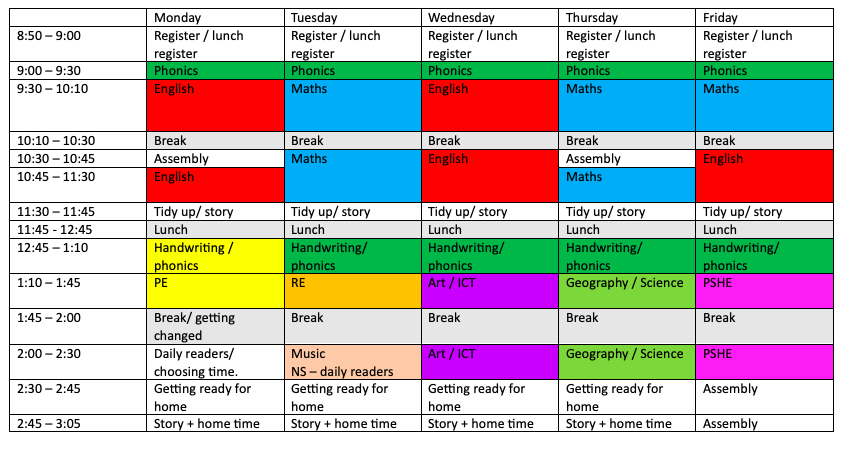 Monday Tuesday Wednesday Thursday Friday
8:50 – 9:00 Register / lunch Register / lunch Register / lunch Register / lunch Register / lunch
register register register register register
9:00 – 9:30 Phonics Phonics Phonics Phonics Phonics
9:30 – 10:10 English Maths English Maths Maths
10:10 – 10:30 Break Break Break Break Break
10:30 – 10:45 Assembly Maths English Assembly English
10:45 – 11:30 English Maths
11:30 – 11:45 Tidy up/ story Tidy up/ story Tidy up/ story Tidy up/ story Tidy up/ story
11:45 - 12:45 Lunch Lunch Lunch Lunch Lunch
12:45 – 1:10 Handwriting / Handwriting/ Handwriting/ Handwriting/ Handwriting/
phonics phonics phonics phonics phonics
1:10 – 1:45 PE RE Art / ICT Geography / Science PSHE
1:45 – 2:00 Break/ getting Break Break Break Break
changed
2:00 – 2:30 Daily readers/ Music Art / ICT Geography / Science PSHE
choosing time. NS – daily readers
2:30 – 2:45 Getting ready for Getting ready for Getting ready for Getting ready for Assembly
home home home home
2:45 – 3:05 Story + home time Story + home time Story + home time Story + home time Assembly